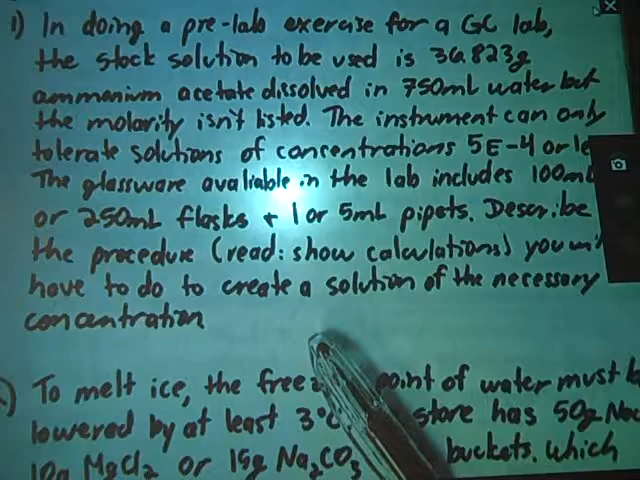 1) In doing a pre-lab exercise for a GC lab,
the stock solution to be used is 36.823g
ammonium acetate dissolved in 750mL water but
the molarity isn't listed. The instrument can only
tolerate solutions of concentrations 5E-4 or
The glassware avaliable in the lab includes 100mL
or 250mL flasks + 1 or 5mL pipets. Describe
the procedure (read: show calculations) you
have to do to create a solution of the necessary
concentration
To melt ice, the point of water must
lowered by at least 3°C store has 50g
10g MgCl2 or 15g Na2CO3 buckets. Which